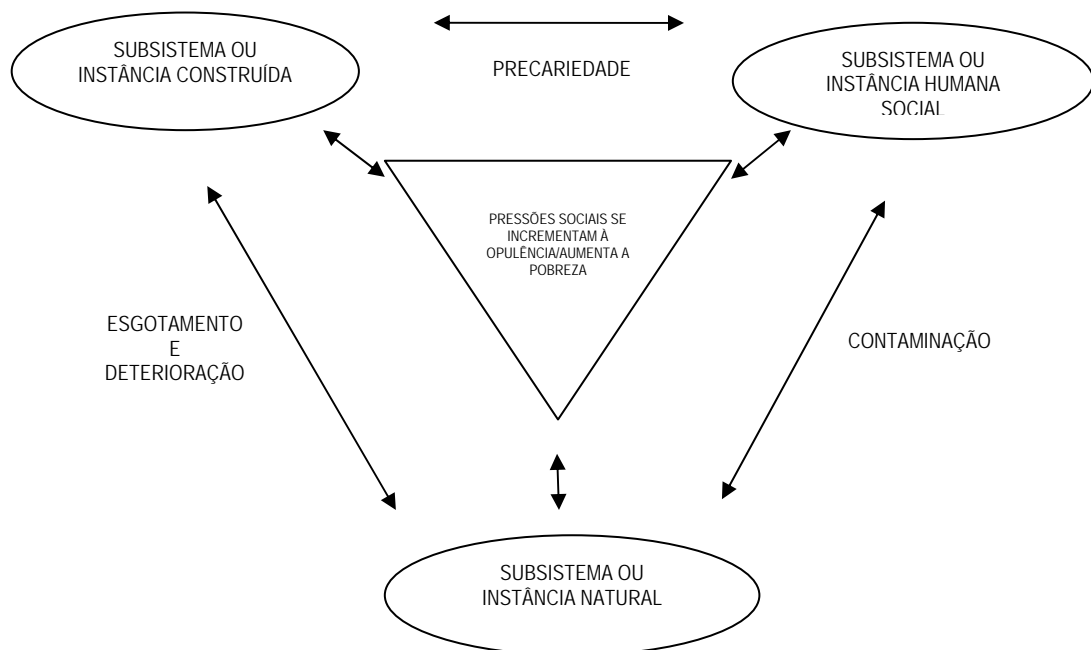 SUBSISTEMA OU
INSTÂNCIA CONSTRUÍDA
PRECARIEDADE
SUBSISTEMA OU
INSTÂNCIA HUMANA
SOCIAL
PRESSÕES SOCIAIS SE
INCREMENTAM À
OPULÊNCIA/AUMENTA A
POBREZA
ESGOTAMENTO
E
DETERIORAÇÃO
CONTAMINAÇÃO
SUBSISTEMA OU
INSTÂNCIA NATURAL